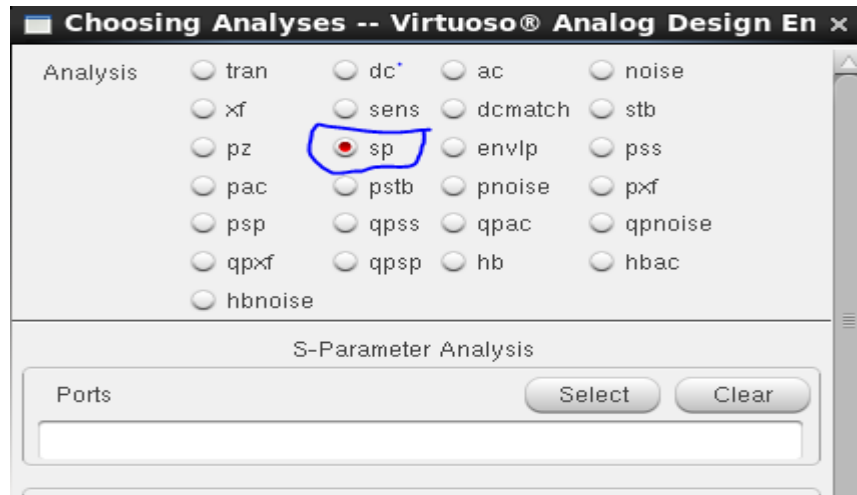 Choosing Analyses -- Virtuoso® Analog Design En
Analysis tran dc* ac noise
xf sens dcmatch stb
pz sp envlp pss
pac pstb pnoise pxf
psp qpss qpac qpnoise
qpxf qpsp hb hbac
hbnoise
S-Parameter Analysis
Ports Select Clear